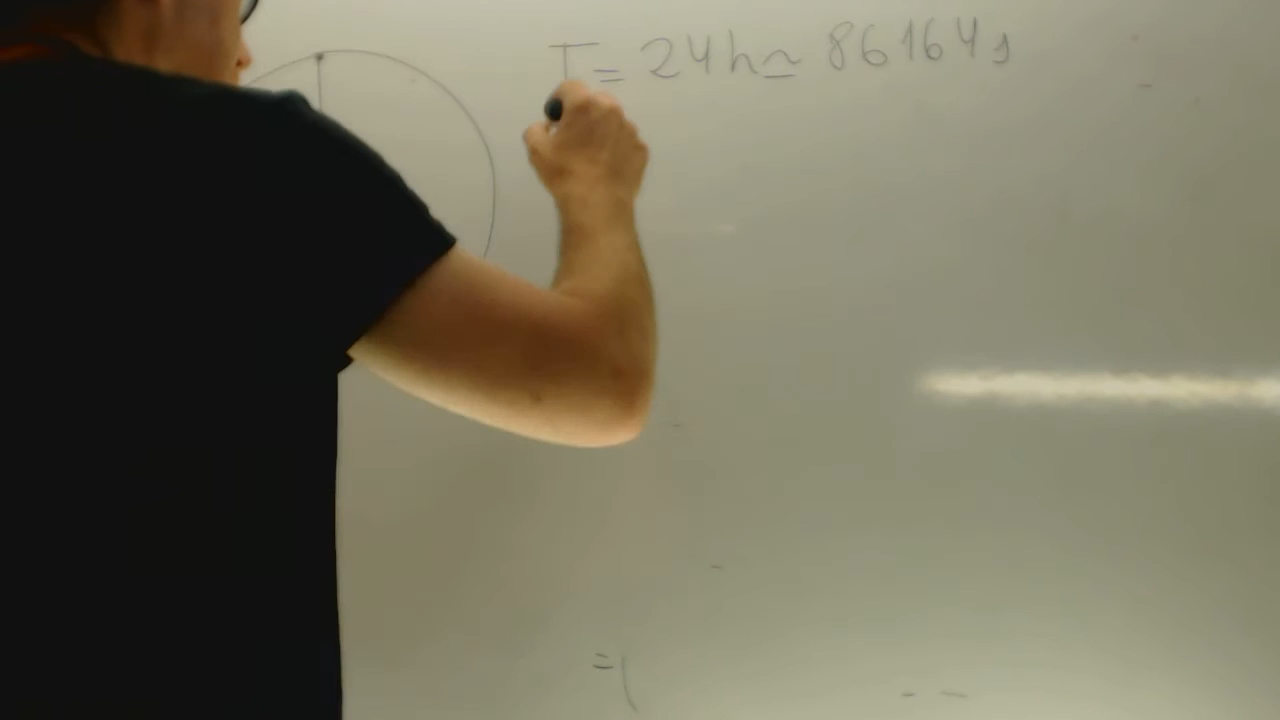 T = 24h ≃ 86164s
= (